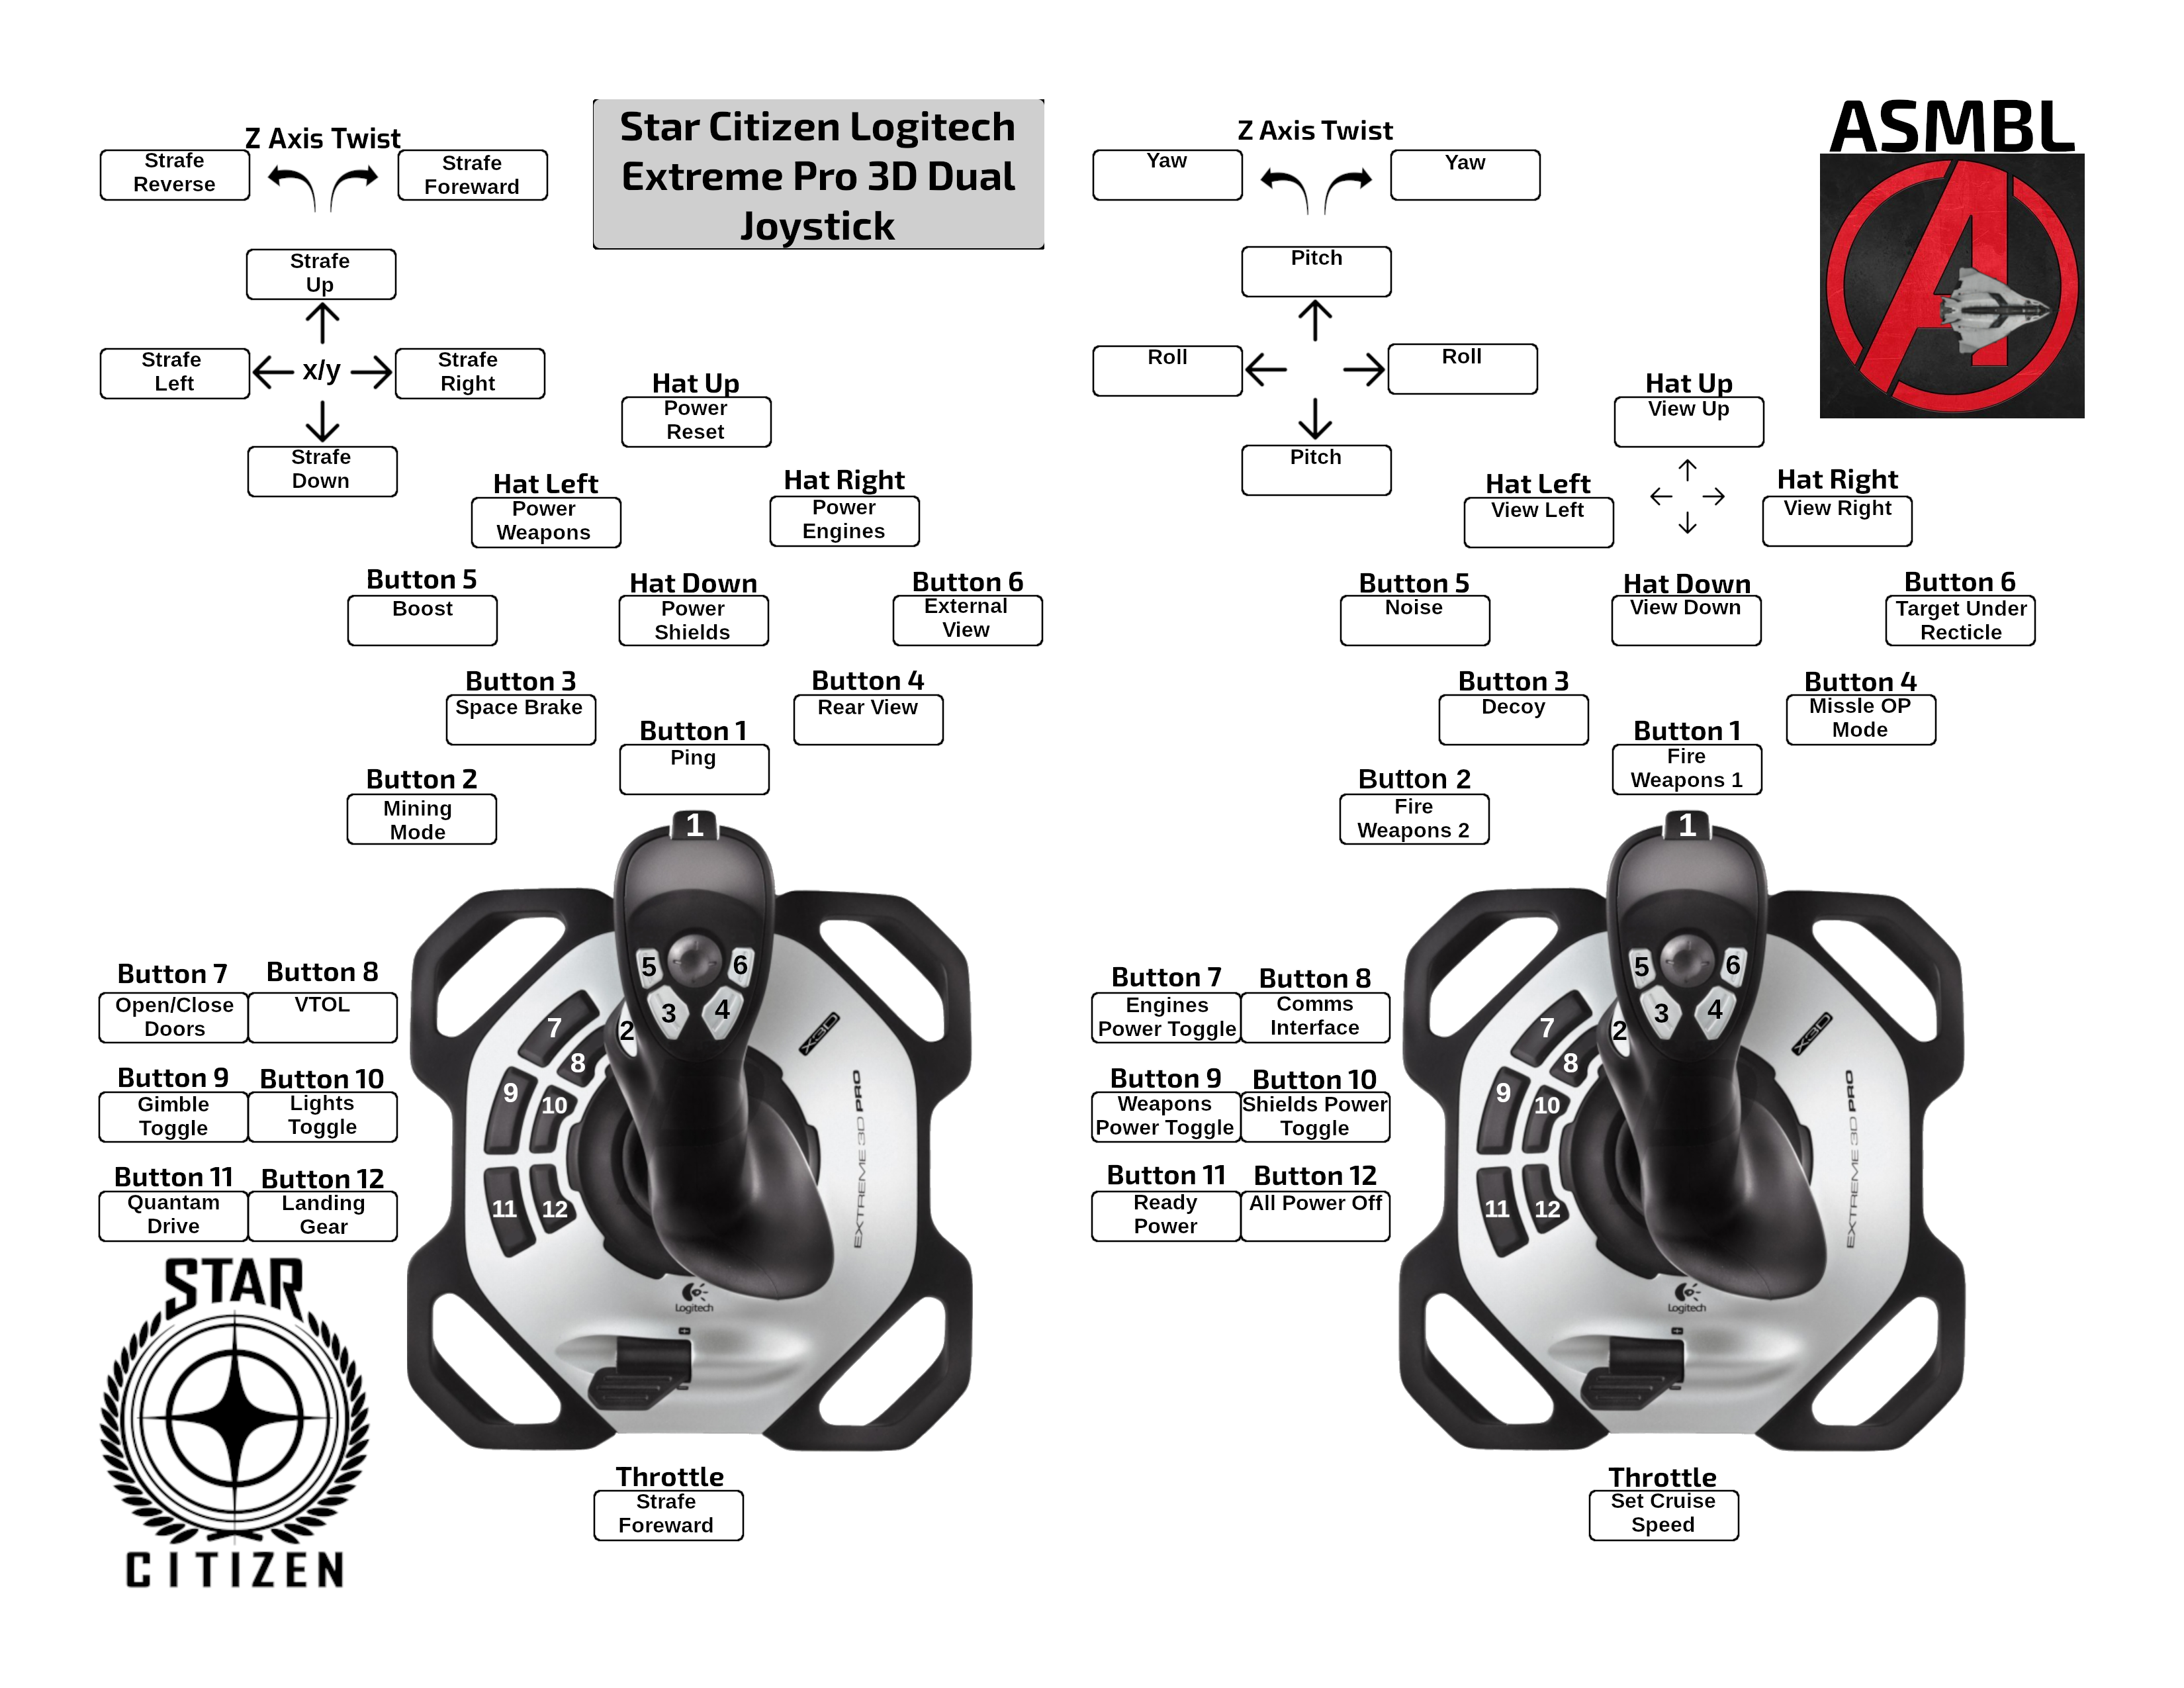 Star Citizen Logitech
Extreme Pro 3D Dual
Joystick
Z Axis Twist
Strafe
Reverse
Strafe
Foreward
Strafe
Up
Strafe
Left
x/y
Strafe
Right
Strafe
Down
Hat Up
Power
Reset
Hat Left
Power
Weapons
Hat Right
Power
Engines
Hat Down
Power
Shields
Button 5
Boost
Button 6
External
View
Button 3
Space Brake
Button 4
Rear View
Button 1
Ping
Button 2
Mining
Mode
Button 7
Open/Close
Doors
Button 8
VTOL
Button 9
Gimble
Toggle
Button 10
Lights
Toggle
Button 11
Quantam
Drive
Button 12
Landing
Gear
1
5
6
3
4
2
7
8
9
10
11
12
X3D
EXTREME 3D PRO
Logitech
Throttle
Strafe
Foreward
STAR
CITIZEN
Z Axis Twist
Yaw
Yaw
Pitch
Roll
Roll
Pitch
ASMBL
A
Hat Up
View Up
Hat Left
View Left
Hat Right
View Right
Hat Down
View Down
Button 5
Noise
Button 6
Target Under
Recticle
Button 3
Decoy
Button 4
Missle OP
Mode
Button 1
Fire
Weapons 1
Button 2
Fire
Weapons 2
Button 7
Engines
Power Toggle
Button 8
Comms
Interface
Button 9
Weapons
Power Toggle
Button 10
Shields Power
Toggle
Button 11
Ready
Power
Button 12
All Power Off
1
5
6
3
4
2
7
8
9
10
11
12
X3D
EXTREME 3D PRO
Logitech
Throttle
Set Cruise
Speed